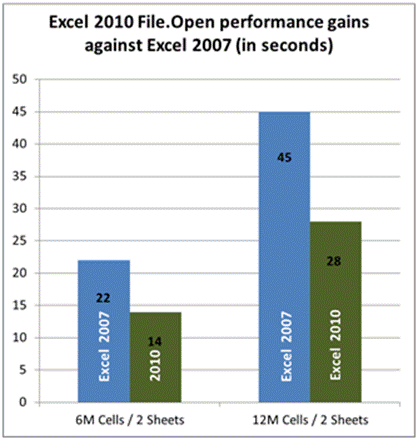 Excel 2010 File.Open performance gains
against Excel 2007 (in seconds)
50
45
40
35
30
25
20
15
10
5
0
22
Excel 2007
14
2010
45
Excel 2007
28
Excel 2010
6M Cells / 2 Sheets
12M Cells / 2 Sheets